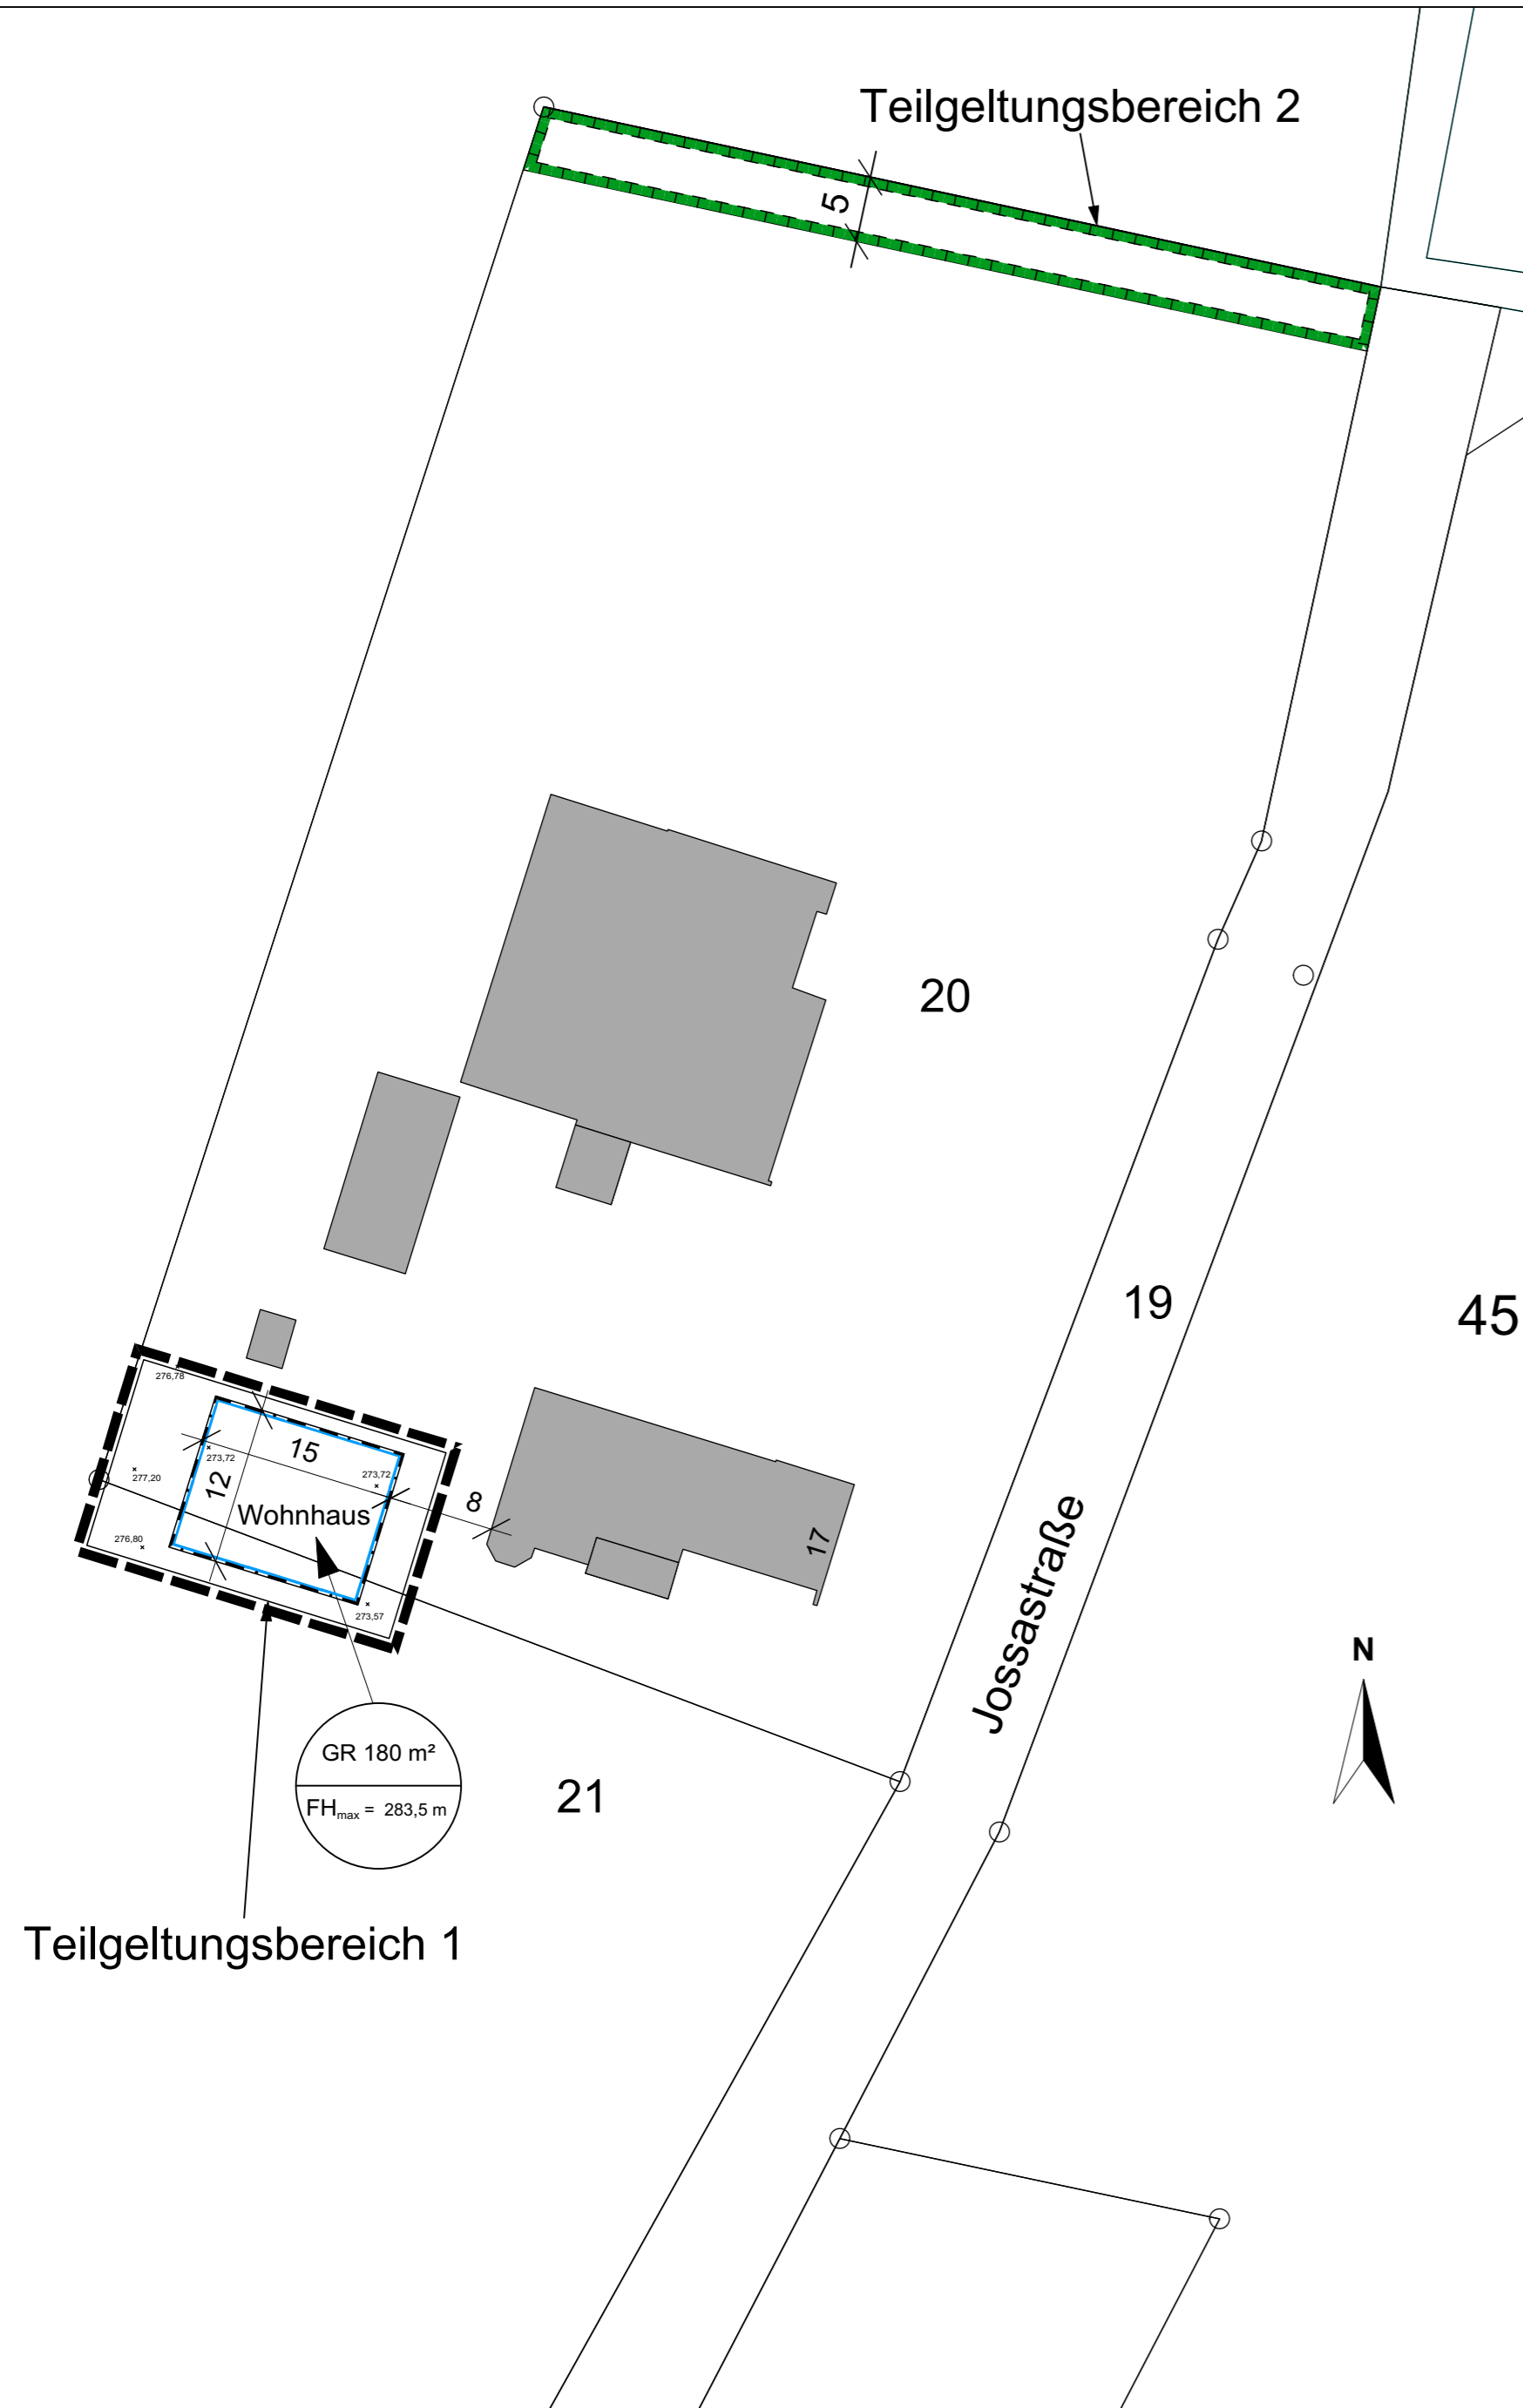 Teilgeltungsbereich 2
5
20
19
45
276,78
15
273,72
273,72
277,20
12
8
Wohnhaus
17
276,80
273,57
Jossastraße
N
GR 180 m²
FHmax = 283,5 m
21
Teilgeltungsbereich 1